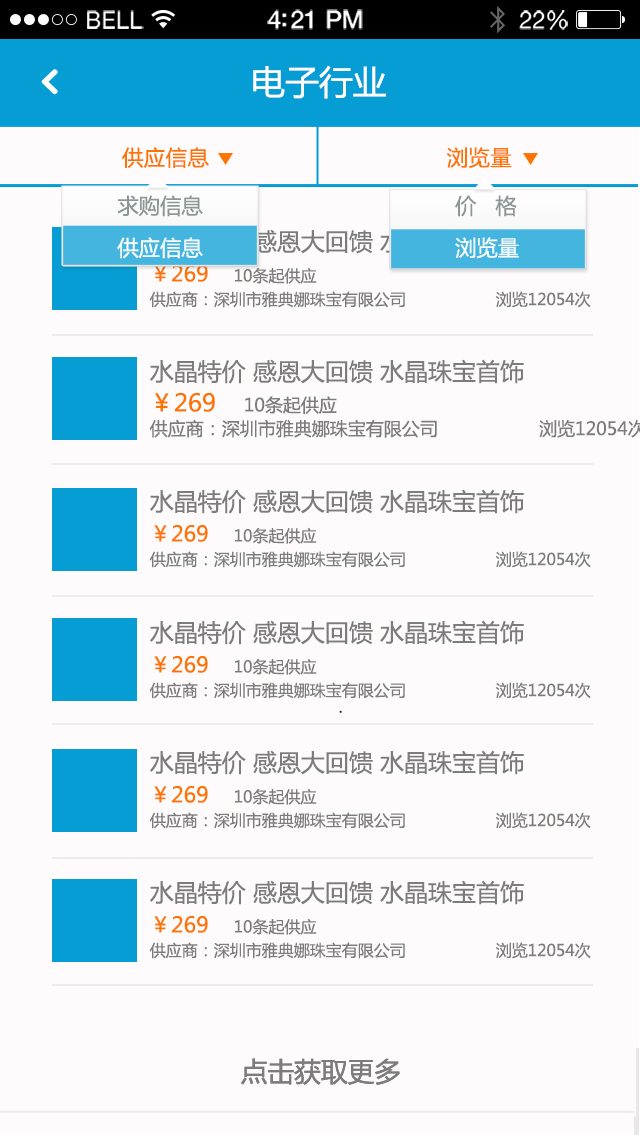 BELL 4:21 PM 22%
电子行业
供应信息 ▼ 浏览量 ▼
求购信息 价 格
供应信息 浏览量
感恩大回馈
￥269 10条起供应
供应商：深圳市雅典娜珠宝有限公司 浏览12054次
水晶特价 感恩大回馈 水晶珠宝首饰
￥269 10条起供应
供应商：深圳市雅典娜珠宝有限公司 浏览12054次
水晶特价 感恩大回馈 水晶珠宝首饰
￥269 10条起供应
供应商：深圳市雅典娜珠宝有限公司 浏览12054次
水晶特价 感恩大回馈 水晶珠宝首饰
￥269 10条起供应
供应商：深圳市雅典娜珠宝有限公司 浏览12054次
水晶特价 感恩大回馈 水晶珠宝首饰
￥269 10条起供应
供应商：深圳市雅典娜珠宝有限公司 浏览12054次
水晶特价 感恩大回馈 水晶珠宝首饰
￥269 10条起供应
供应商：深圳市雅典娜珠宝有限公司 浏览12054次
点击获取更多